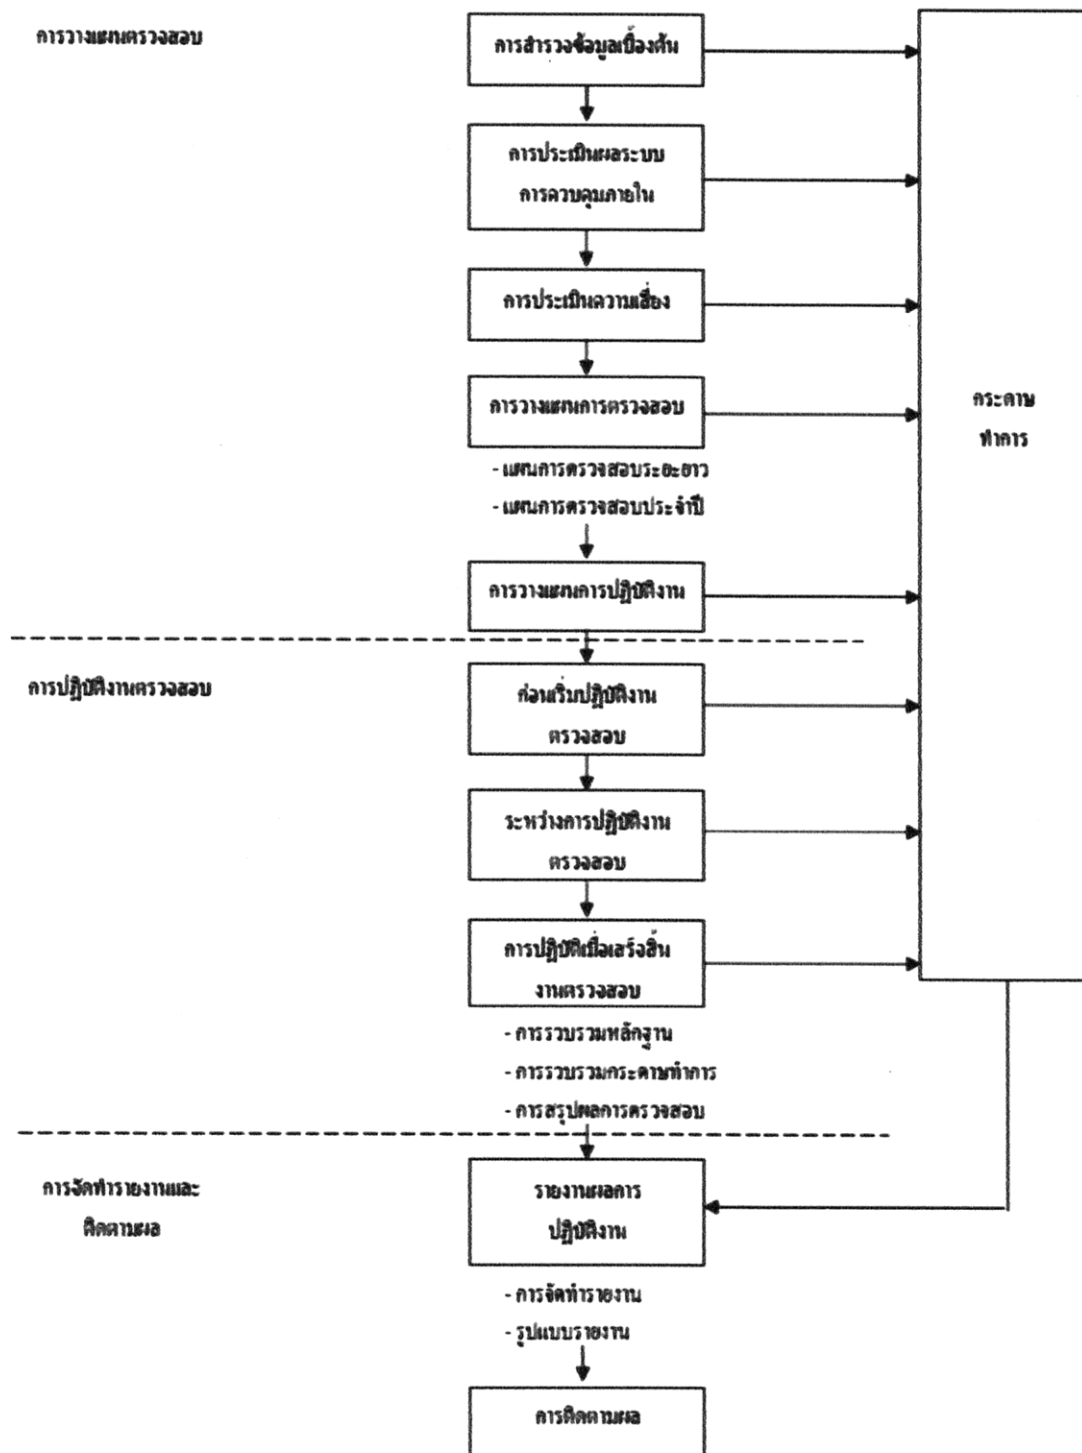 การวางแผนตรวจสอบ
การสำรวจข้อมูลเบื้องต้น
การประเมินผลระบบ
การควบคุมภายใน
การประเมินความเสี่ยง
การวางแผนการตรวจสอบ
- แผนการตรวจสอบระยะยาว
- แผนการตรวจสอบประจำปี
การวางแผนการปฏิบัติงาน
กระดาษ
ทำการ
การปฏิบัติงานตรวจสอบ
ก่อนเริ่มปฏิบัติงาน
ตรวจสอบ
ระหว่างการปฏิบัติงาน
ตรวจสอบ
การปฏิบัติเมื่อเสร็จสิ้น
งานตรวจสอบ
- การรวบรวมหลักฐาน
- การรวบรวมกระดาษทำการ
- การสรุปผลการตรวจสอบ
การจัดทำรายงานและ
ติดตามผล
รายงานผลการ
ปฏิบัติงาน
- การจัดทำรายงาน
- รูปแบบรายงาน
การติดตามผล